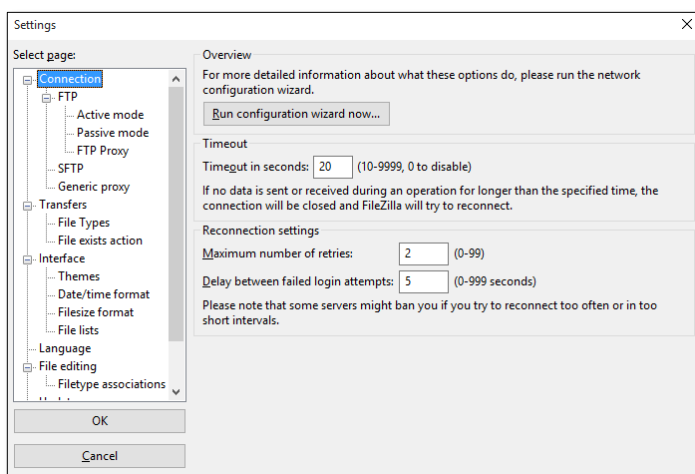 Settings
Select page:
Connection
FTP
Active mode
Passive mode
FTP Proxy
SFTP
Generic proxy
Transfers
File Types
File exists action
Interface
Themes
Date/time format
Filesize format
File lists
Language
File editing
Filetype associations
OK
Cancel
Overview
For more detailed information about what these options do, please run the network
configuration wizard.
Run configuration wizard now...
Timeout
Timeout in seconds: 20 (10-9999, 0 to disable)
If no data is sent or received during an operation for longer than the specified time, the
connection will be closed and FileZilla will try to reconnect.
Reconnection settings
Maximum number of retries: 2 (0-99)
Delay between failed login attempts: 5 (0-999 seconds)
Please note that some servers might ban you if you try to reconnect too often or in too
short intervals.